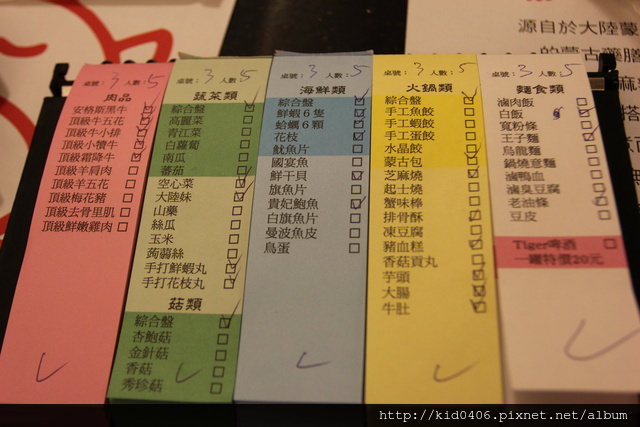 源自於大陸蒙
的蒙古藥膳
桌號：3 人數：5
肉品
安格斯黑牛
頂級牛五花
頂級牛小排
頂級小犢牛
頂級霜降牛
頂級羊肩肉
頂級羊五花
頂級梅花豬
頂級去骨里肌
頂級鮮嫩雞肉
桌號：3 人數：5
蔬菜類
綜合盤
高麗菜
青江菜
白蘿蔔
南瓜
蕃茄
空心菜
大陸妹
山藥
絲瓜
玉米
蒟蒻絲
手打鮮蝦丸
手打花枝丸
菇類
綜合盤
杏鮑菇
金針菇
香菇
秀珍菇
桌號：3 人數：5
海鮮類
綜合盤
鮮蝦6隻
蛤蠣6顆
花枝
魷魚片
國宴魚
鮮干貝
旗魚片
貴妃鮑魚
白旗魚片
曼波魚皮
鳥蛋
桌號：3 人數：5
火鍋類
綜合盤
手工魚餃
手工蝦餃
手工蛋餃
水晶餃
蒙古包
芝麻燒
起士燒
蟹味棒
排骨酥
凍豆腐
豬血糕
香菇貢丸
芋頭
大腸
牛肚
桌號：3 人數：5
麵食類
滷肉飯
白飯
寬粉條
王子麵
烏龍麵
鍋燒意麵
滷鴨血
滷臭豆腐
老油條
豆皮
Tiger啤酒
一罐特價20元
http://kid0406.pixnet.net/album